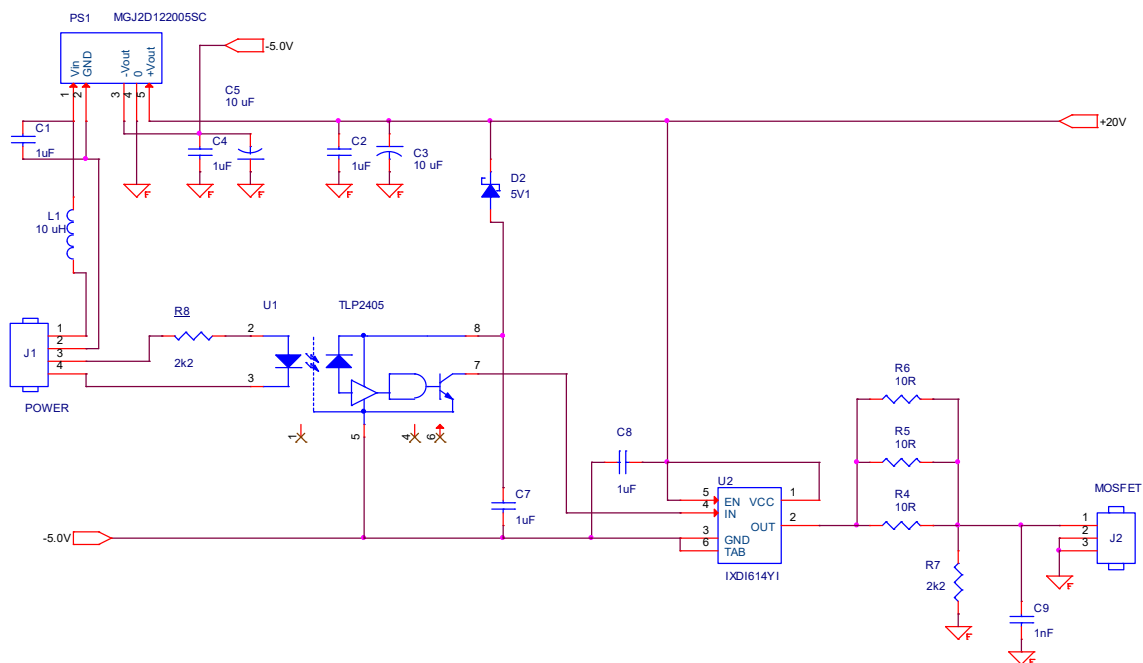 PS1 MGJ2D122005SC
Vin
GND
-Vout
0
+Vout
1
2
3
4
5
-5.0V
C5
10 uF
C1
1uF
C4
1uF
C2
1uF
C3
10 uF
+20V
D2
5V1
L1
10 uH
F
F
F
F
F
U1 TLP2405
R8
2k2
2
3
8
7
1
5
4
6
J1
1
2
3
4
POWER
C8
1uF
C7
1uF
-5.0V
U2
5 EN VCC 1
4 IN
OUT 2
3 GND
6 TAB
IXDI614YI
R6
10R
R5
10R
R4
10R
MOSFET
1
2
3
J2
F
R7
2k2
F
C9
1nF
F